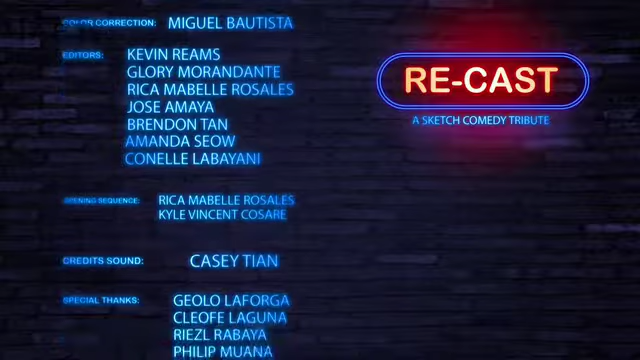 COLOR CORRECTION: MIGUEL BAUTISTA
EDITORS: KEVIN REAMS
GLORY MORANDANTE
RICA MABELLE ROSALES
JOSE AMAYA
BRENDON TAN
AMANDA SEOW
CONELLE LABAYANI
OPENING SEQUENCE: RICA MABELLE ROSALES
KYLE VINCENT COSARE
CREDITS SOUND: CASEY TIAN
SPECIAL THANKS: GEOLO LAFORGA
CLEOFE LAGUNA
RIEZL RABAYA
PHILIP MUANA
RE-CAST
A SKETCH COMEDY TRIBUTE